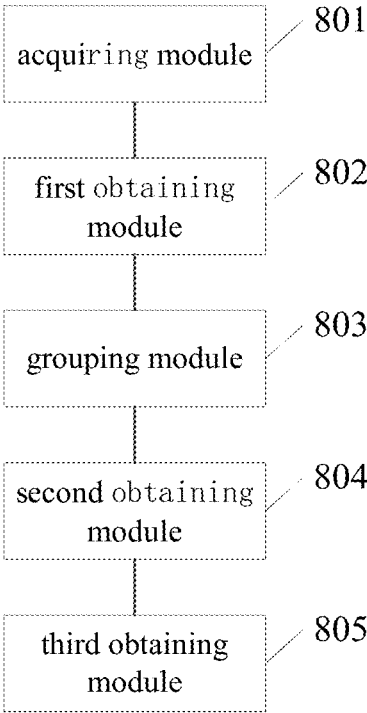 801
acquiring module
802
first obtaining
module
803
grouping module
804
second obtaining
module
805
third obtaining
module